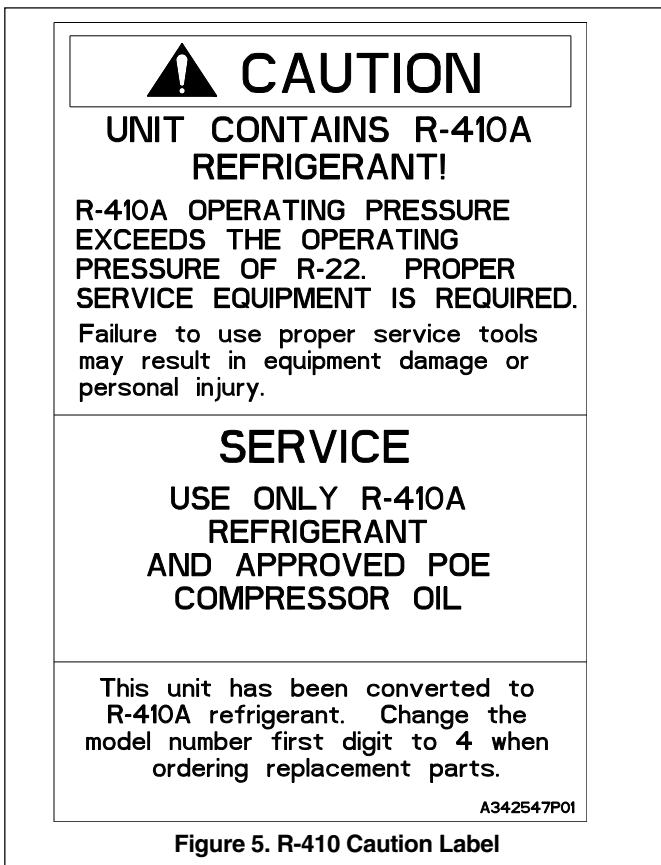 CAUTION
UNIT CONTAINS R-410A
REFRIGERANT!
R-410A OPERATING PRESSURE
EXCEEDS THE OPERATING
PRESSURE OF R-22. PROPER
SERVICE EQUIPMENT IS REQUIRED.
Failure to use proper service tools
may result in equipment damage or
personal injury.
SERVICE
USE ONLY R-410A
REFRIGERANT
AND APPROVED POE
COMPRESSOR OIL
This unit has been converted to
R-410A refrigerant. Change the
model number first digit to 4 when
ordering replacement parts.
A342547P01
Figure 5. R-410 Caution Label